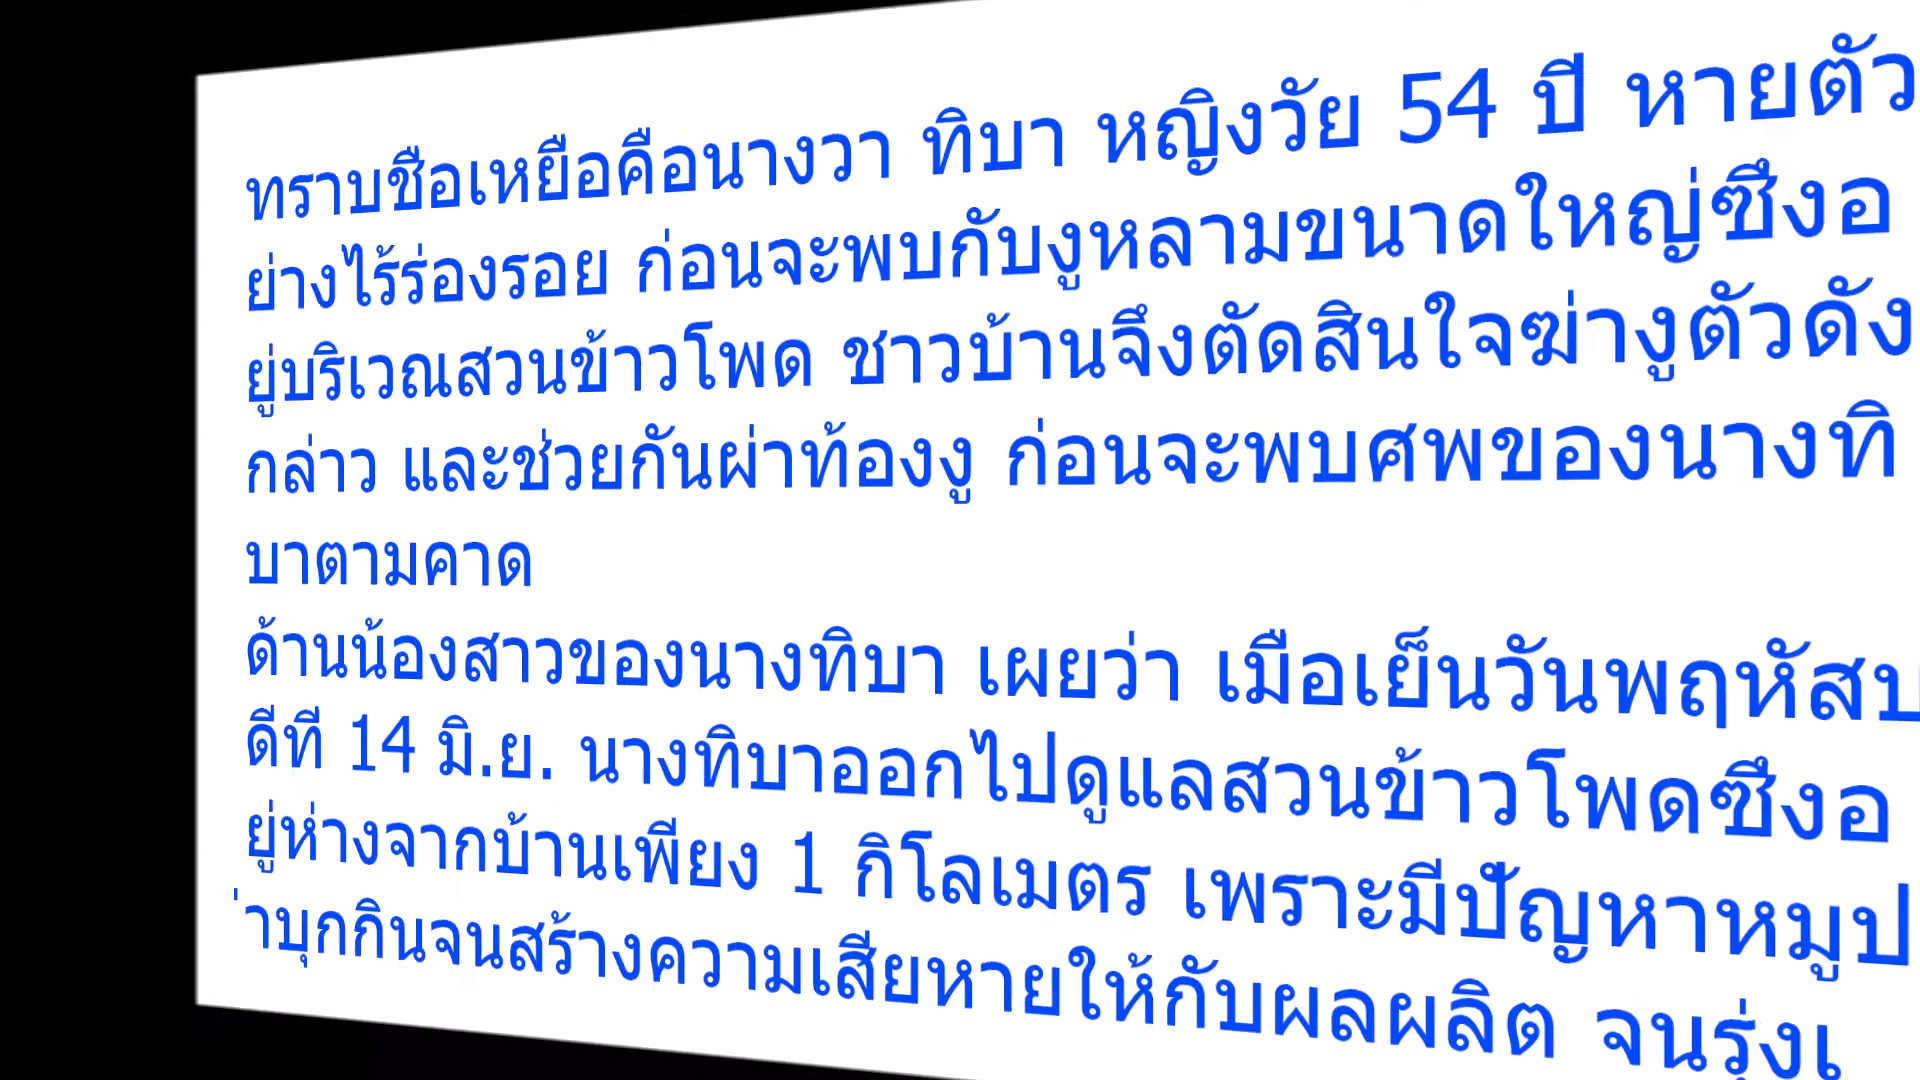 ทราบชื่อเหยื่อคือนางวา ทิบา หญิงวัย 54 ปี หายตัว
ย่างไร้ร่องรอย ก่อนจะพบกับงูหลามขนาดใหญ่ซึ่งอ
ยู่บริเวณสวนข้าวโพด ชาวบ้านจึงตัดสินใจฆ่างูตัวดัง
กล่าว และช่วยกันผ่าท้องงู ก่อนจะพบศพของนางทิ
บาตามคาด
ด้านน้องสาวของนางทิบา เผยว่า เมื่อเย็นวันพฤหัสบ
ดีที่ 14 มิ.ย. นางทิบาออกไปดูแลสวนข้าวโพดซึ่งอ
ยู่ห่างจากบ้านเพียง 1 กิโลเมตร เพราะมีปัญหาหมูป
่าบุกกินจนสร้างความเสียหายให้กับผลผลิต จนรุ่งเ